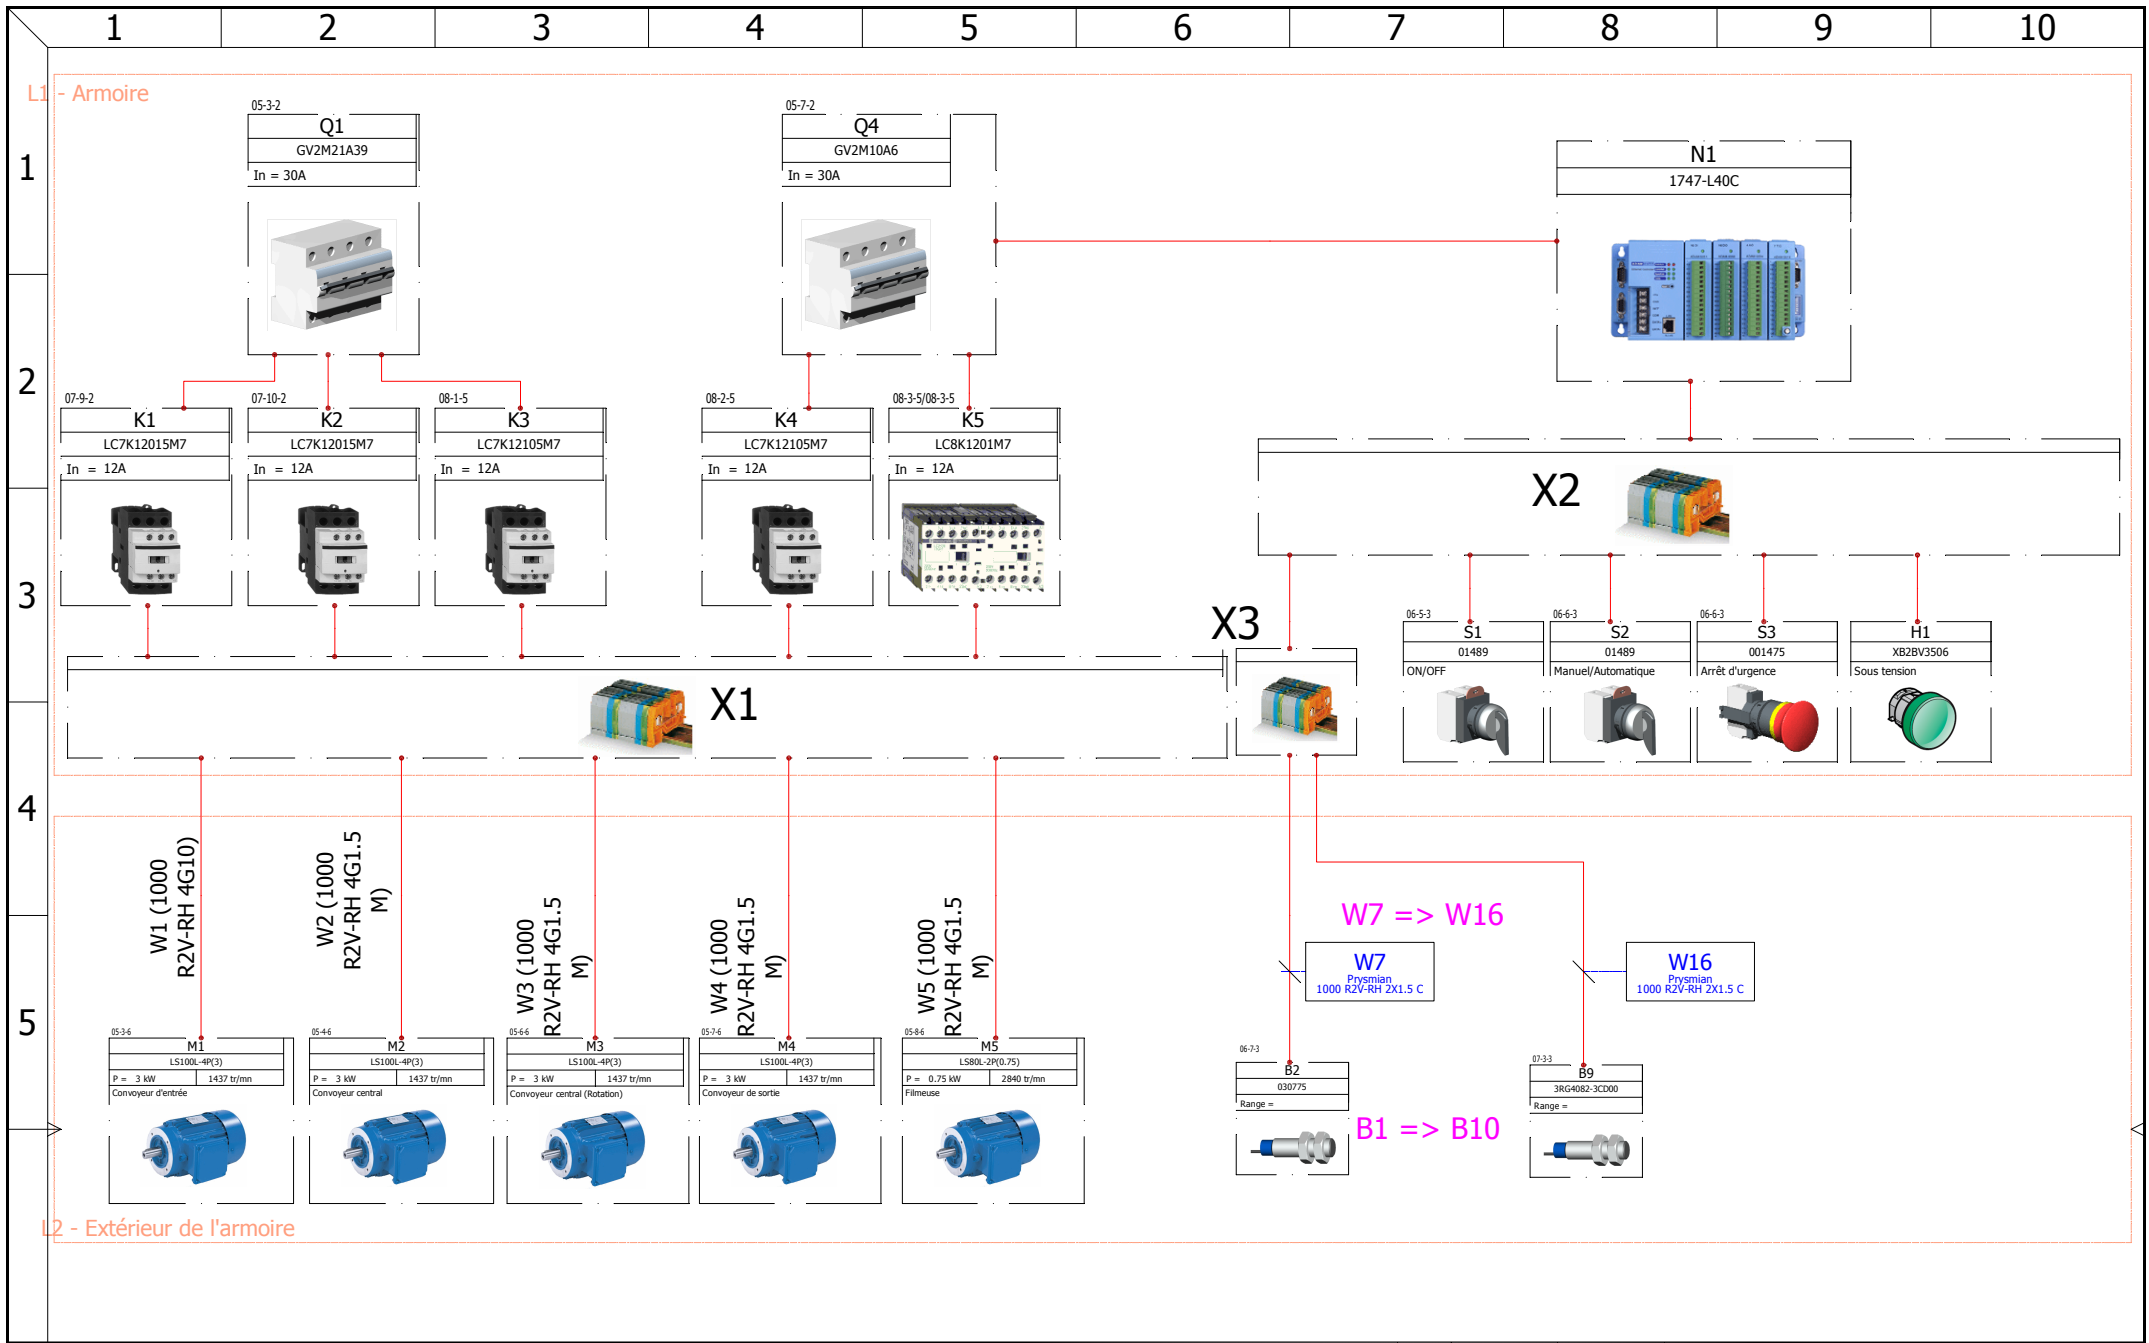 1 2 3 4 5 6 7 8 9 10
L1 - Armoire
1
2
3
4
5
05-3-2
Q1
GV2M21A39
In = 30A
05-7-2
Q4
GV2M10A6
In = 30A
N1
1747-L40C
07-9-2
K1
LC7K12015M7
In = 12A
07-10-2
K2
LC7K12015M7
In = 12A
08-1-5
K3
LC7K12105M7
In = 12A
08-2-5
K4
LC7K12105M7
In = 12A
08-3-5/08-3-5
K5
LC8K1201M7
In = 12A
X2
X3
06-5-3
S1
01489
ON/OFF
06-6-3
S2
01489
Manuel/Automatique
06-6-3
S3
001475
Arrêt d'urgence
H1
XB2BV3506
Sous tension
X1
W1 (1000
R2V-RH 4G10)
W2 (1000
R2V-RH 4G1.5
M)
W3 (1000
R2V-RH 4G1.5
M)
W4 (1000
R2V-RH 4G1.5
M)
W5 (1000
R2V-RH 4G1.5
M)
W7 => W16
W7
Prysmian
1000 R2V-RH 2X1.5 C
W16
Prysmian
1000 R2V-RH 2X1.5 C
05-3-6
M1
LS100L-4P(3)
P = 3 kW 1437 tr/mn
Convoyeur d'entrée
05-4-6
M2
LS100L-4P(3)
P = 3 kW 1437 tr/mn
Convoyeur central
05-6-6
M3
LS100L-4P(3)
P = 3 kW 1437 tr/mn
Convoyeur central (Rotation)
05-7-6
M4
LS100L-4P(3)
P = 3 kW 1437 tr/mn
Convoyeur de sortie
05-8-6
M5
LS80L-2P(0.75)
P = 0.75 kW 2840 tr/mn
Filmeuse
06-7-3
B2
030775
Range =
B1 => B10
07-3-3
B9
3RG4082-3CD00
Range =
L2 - Extérieur de l'armoire